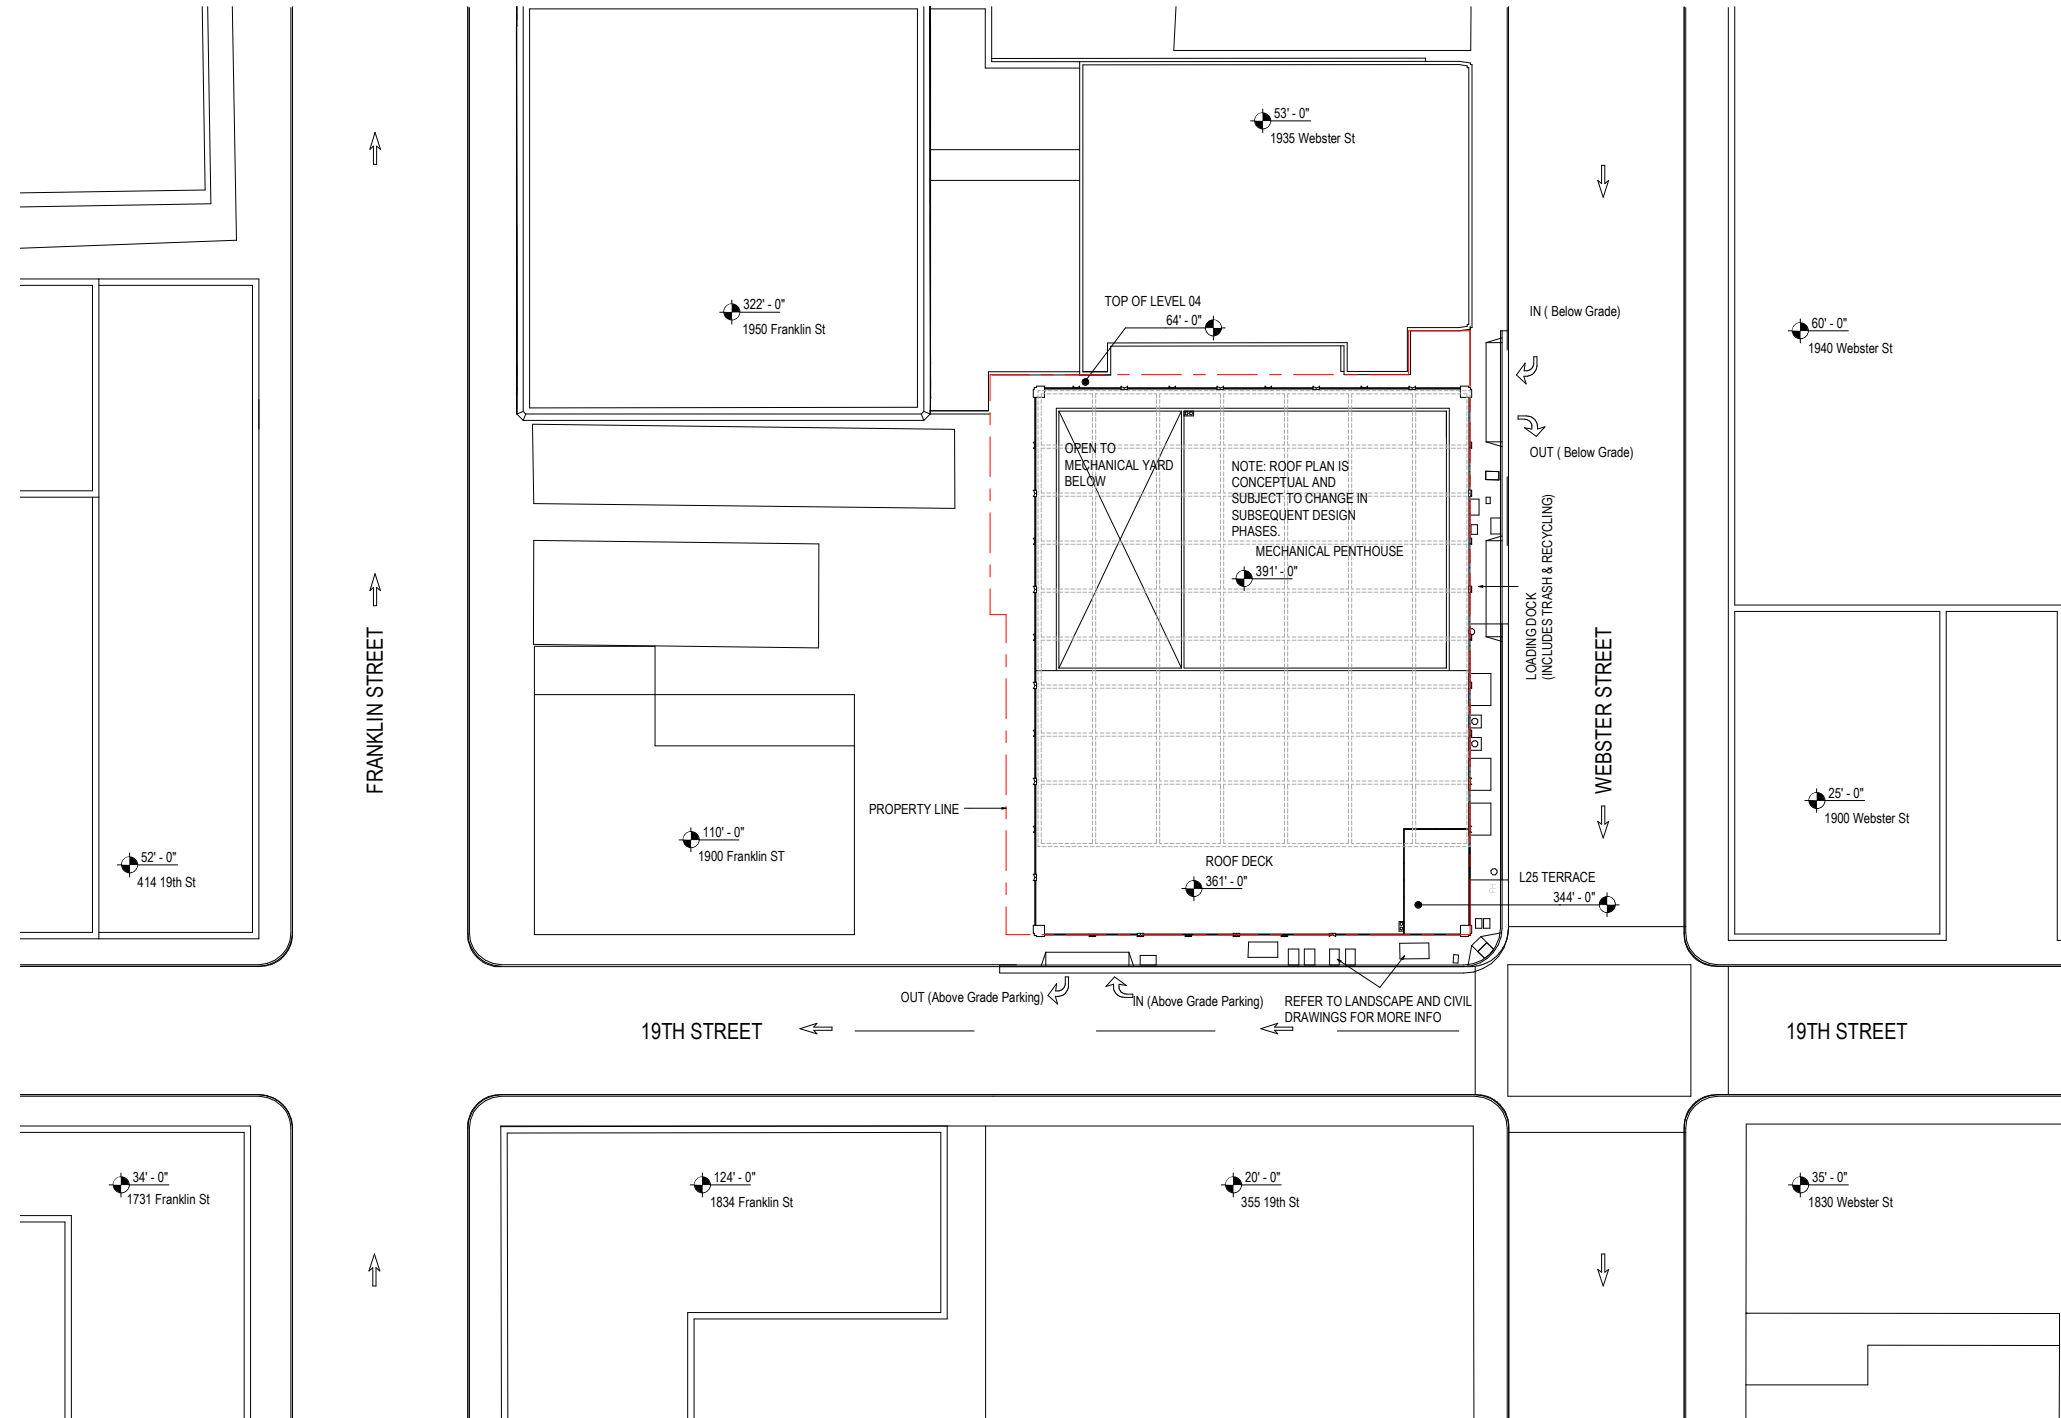 53' - 0"
1935 Webster St
322' - 0"
1950 Franklin St
TOP OF LEVEL 04
64' - 0"
IN ( Below Grade)
60' - 0"
1940 Webster St
OUT ( Below Grade)
OPEN TO
MECHANICAL YARD
BELOW
NOTE: ROOF PLAN IS
CONCEPTUAL AND
SUBJECT TO CHANGE IN
SUBSEQUENT DESIGN
PHASES.
MECHANICAL PENTHOUSE
391' - 0"
LOADING DOCK
(INCLUDES TRASH & RECYCLING)
FRANKLIN STREET
WEBSTER STREET
PROPERTY LINE
25' - 0"
1900 Webster St
110' - 0"
1900 Franklin ST
52' - 0"
414 19th St
ROOF DECK
361' - 0"
L25 TERRACE
344' - 0"
FH
OUT (Above Grade Parking)
IN (Above Grade Parking)
REFER TO LANDSCAPE AND CIVIL
DRAWINGS FOR MORE INFO
19TH STREET
19TH STREET
34' - 0"
1731 Franklin St
124' - 0"
1834 Franklin St
20' - 0"
355 19th St
35' - 0"
1830 Webster St